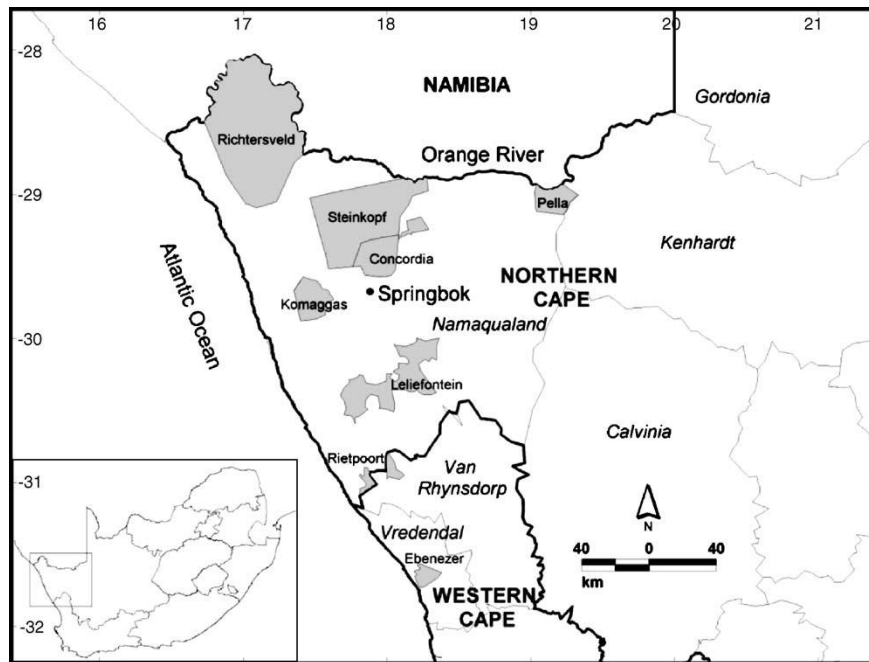 16 17 18 19 20 21
-28
NAMIBIA
Gordonia
Richtersveld
Orange River
-29
Pella
Steinkopf
Kenhardt
Concordia
Atlantic Ocean
NORTHERN
CAPE
Komaggas
Springbok
Namaqualand
-30
Leliefontein
Calvinia
Rietpoort
-31
Van
Rhynsdorp
N
Vredendal
Ebenezer
40 0 40
km
WESTERN
CAPE
-32